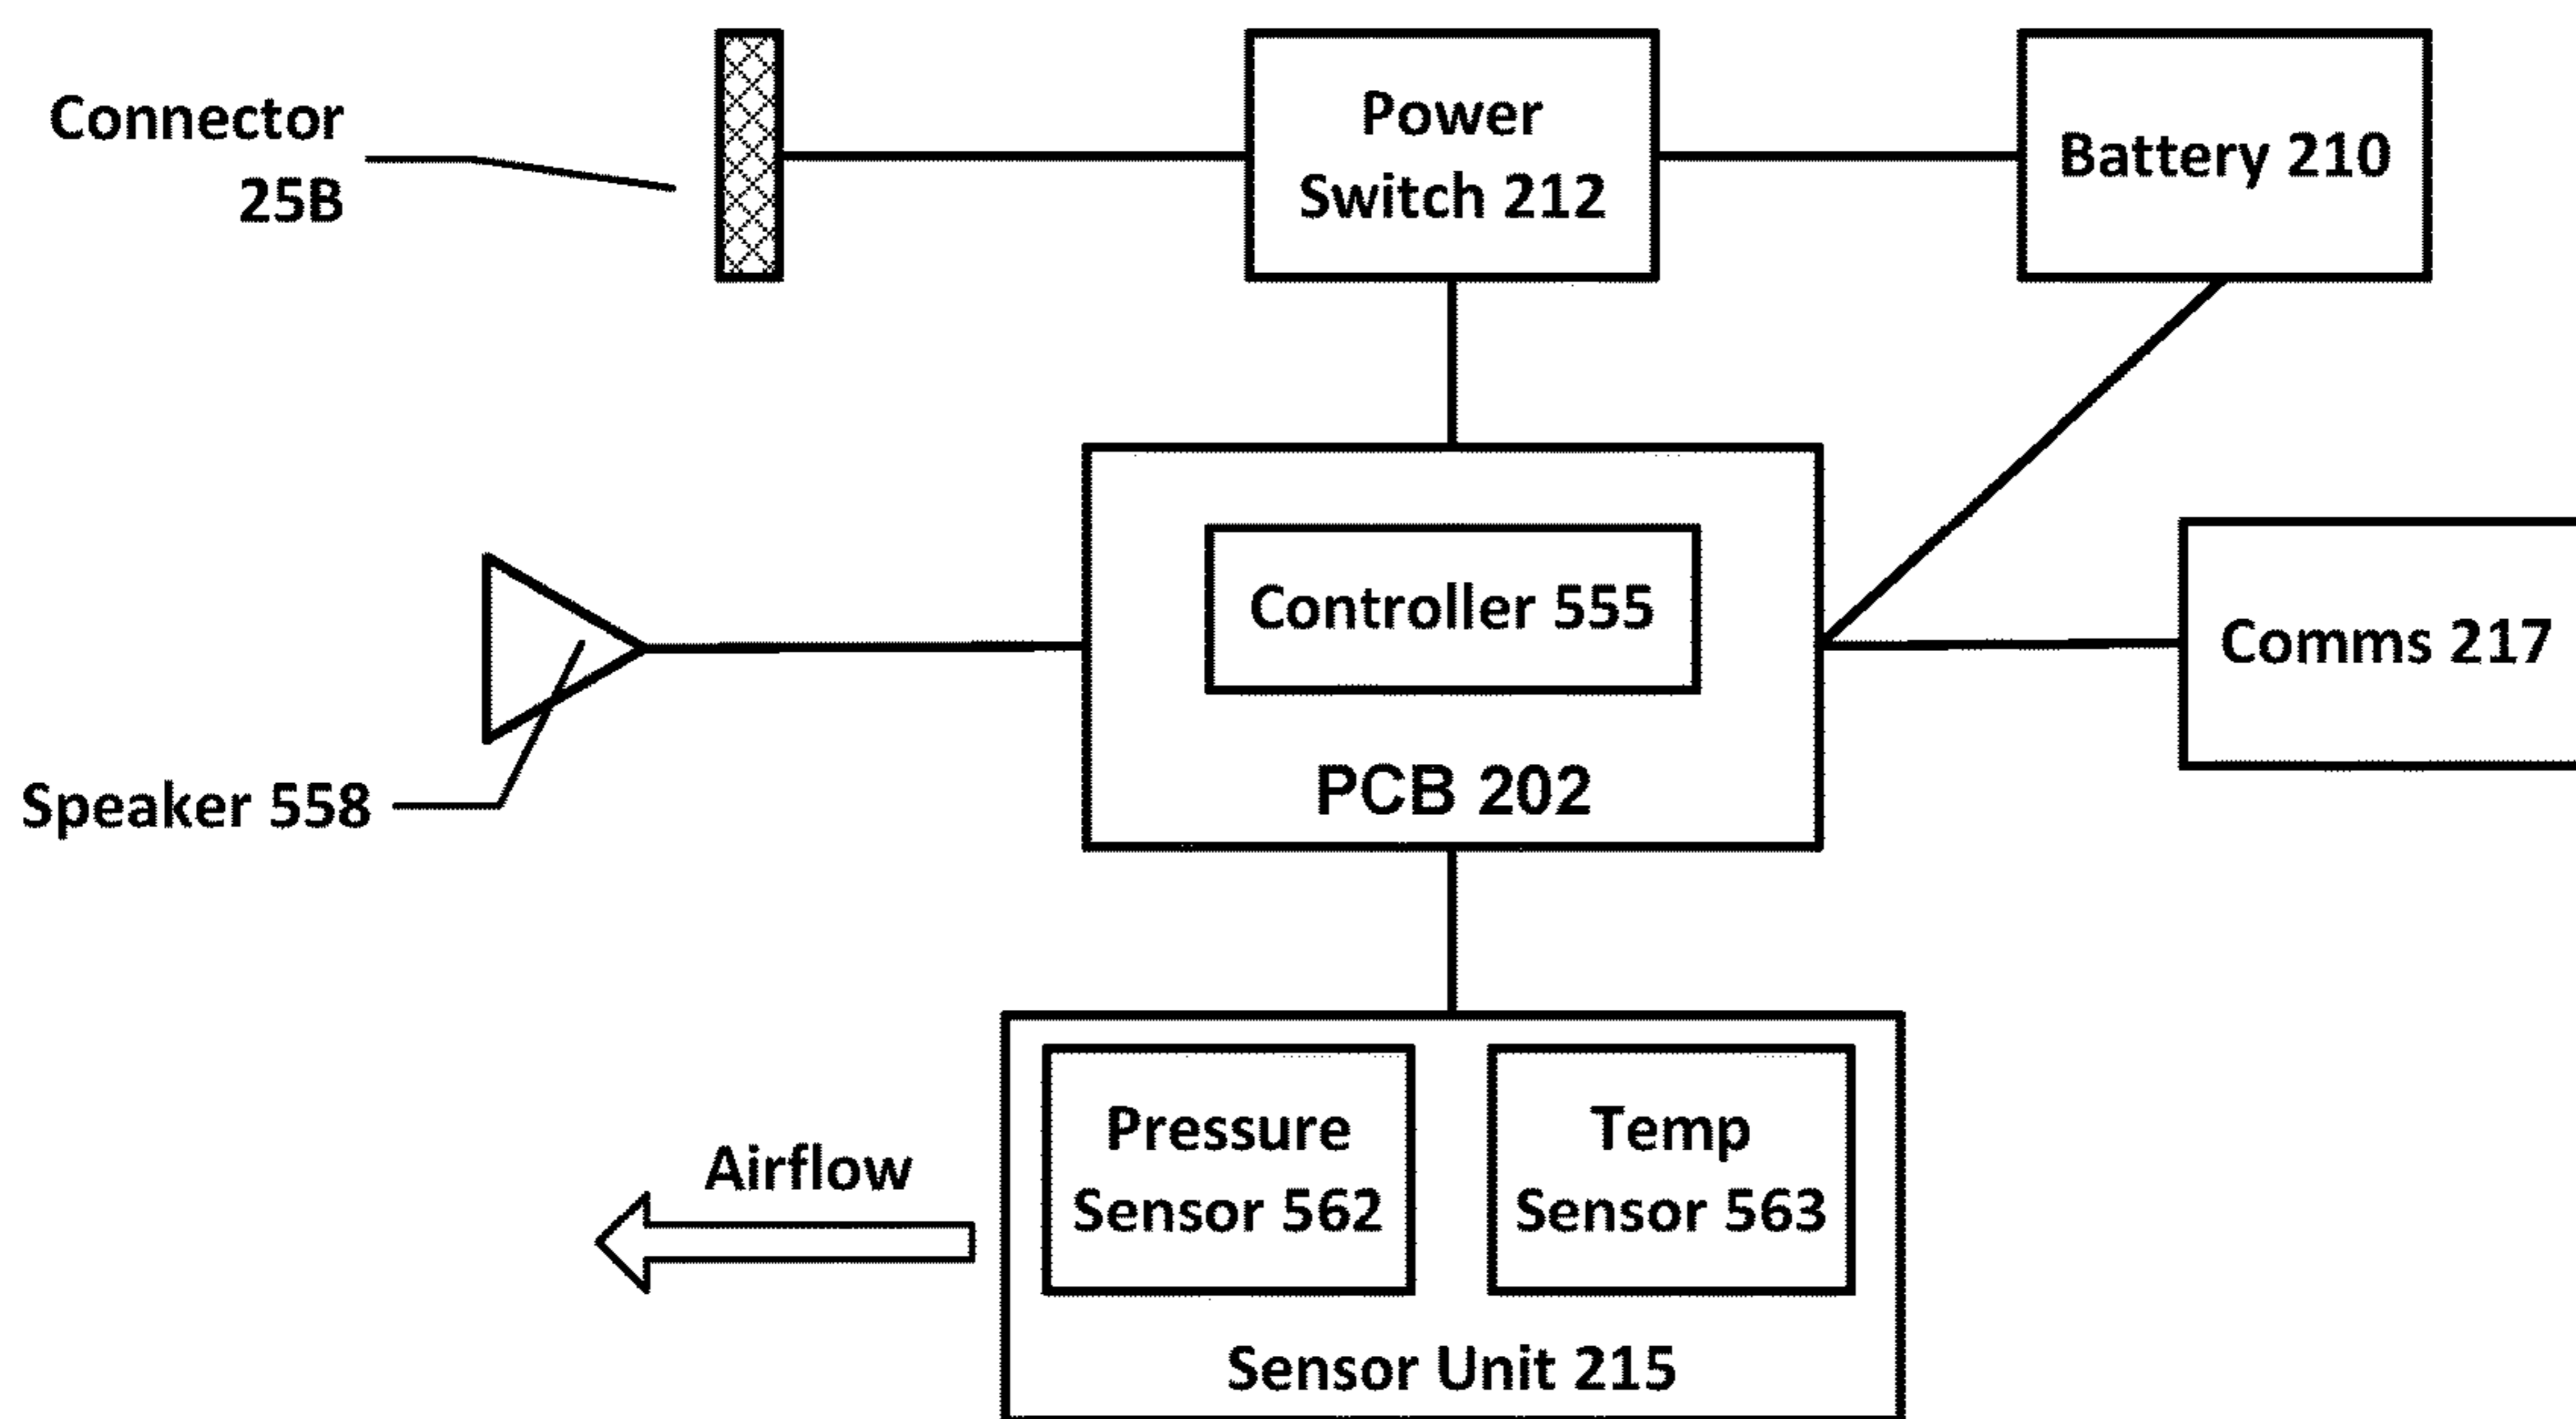 Connector
25B
Power
Switch 212
Battery 210
Controller 555
PCB 202
Comms 217
Speaker 558
Airflow
Pressure
Sensor 562
Temp
Sensor 563
Sensor Unit 215